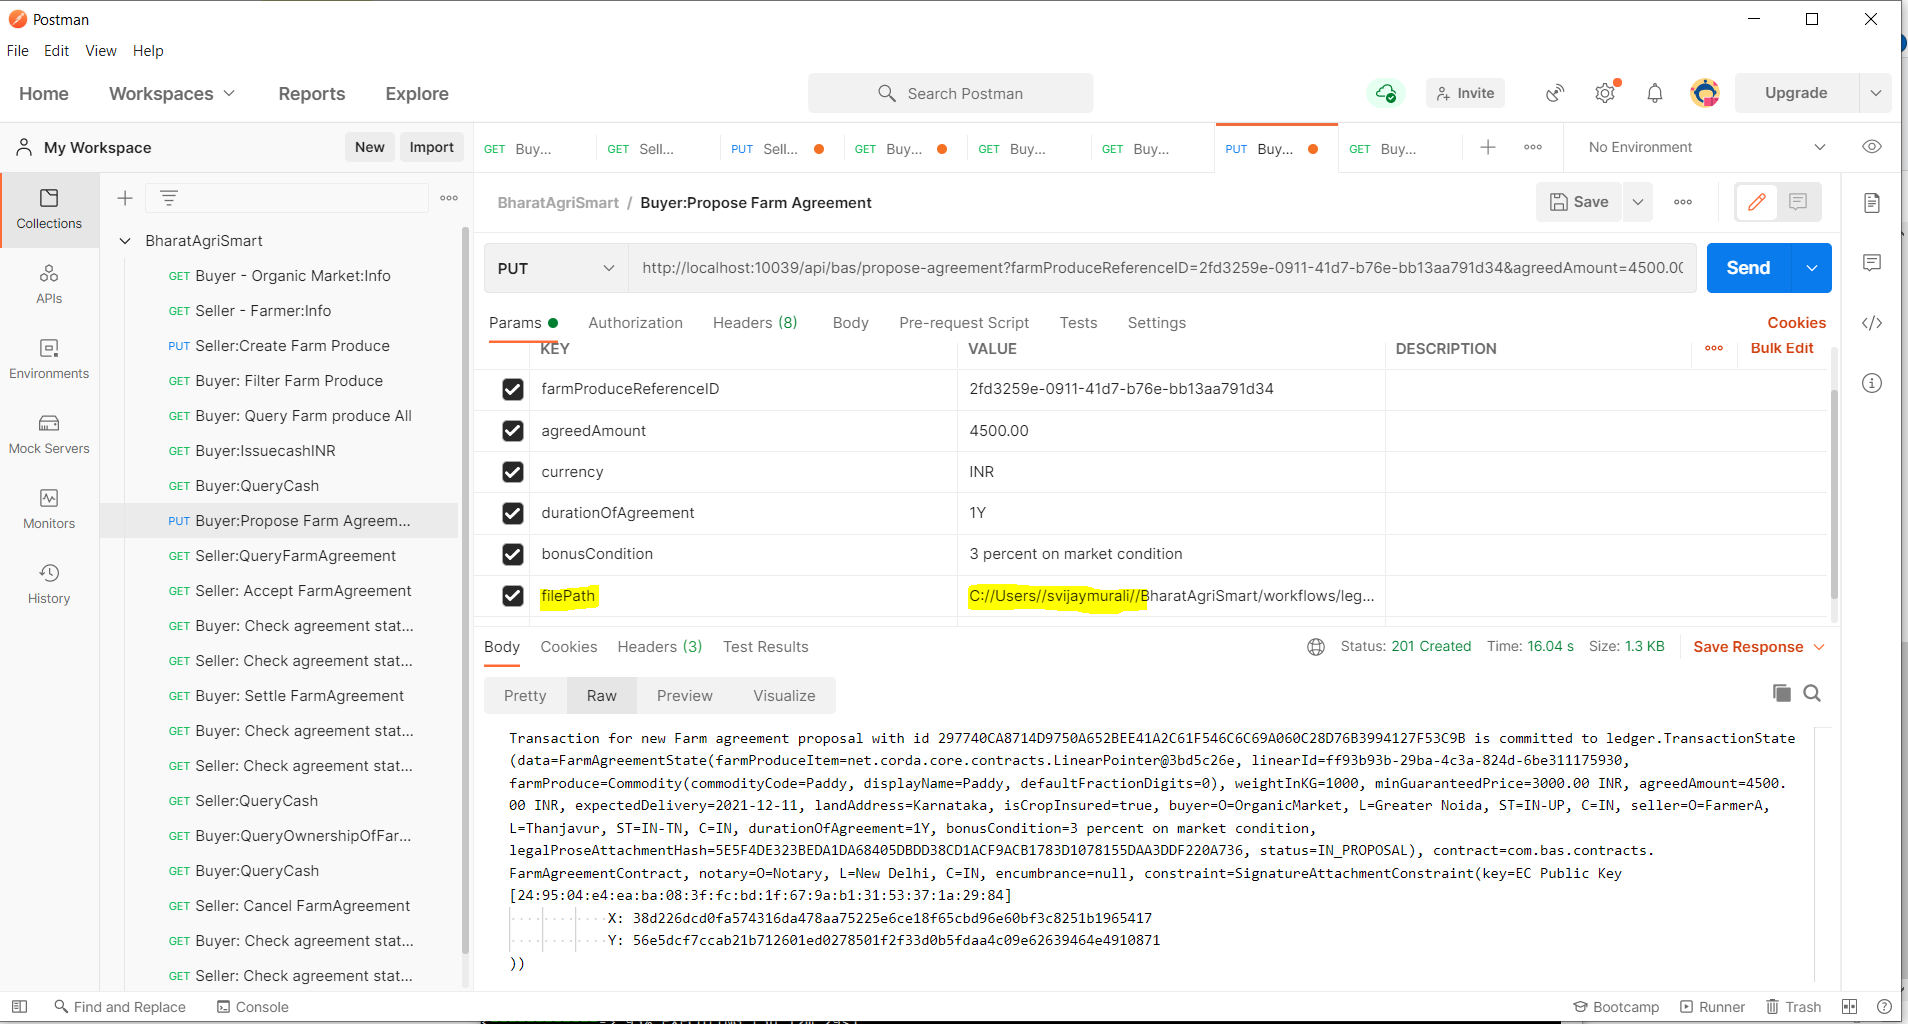 Postman
File Edit View Help
Home Workspaces Reports Explore Search Postman Invite Upgrade
My Workspace New Import
GET Buy... GET Sell... PUT Sell... GET Buy... GET Buy... GET Buy... PUT Buy... GET Buy... No Environment
Collections
APIs
Environments
Mock Servers
Monitors
History
BharatAgriSmart
GET Buyer - Organic Market:Info
GET Seller - Farmer:Info
PUT Seller:Create Farm Produce
GET Buyer: Filter Farm Produce
GET Buyer: Query Farm produce All
GET Buyer:IssuecashINR
GET Buyer:QueryCash
PUT Buyer:Propose Farm Agreem...
GET Seller:QueryFarmAgreement
GET Seller: Accept FarmAgreement
GET Buyer: Check agreement stat...
GET Seller: Check agreement stat...
GET Buyer: Settle FarmAgreement
GET Buyer: Check agreement stat...
GET Seller: Check agreement stat...
GET Seller:QueryCash
GET Buyer:QueryOwnershipOfFar...
GET Buyer:QueryCash
GET Seller: Cancel FarmAgreement
GET Buyer: Check agreement stat...
GET Seller: Check agreement stat...
BharatAgriSmart / Buyer:Propose Farm Agreement Save
PUT http://localhost:10039/api/bas/propose-agreement?farmProduceReferenceID=2fd3259e-0911-41d7-b76e-bb13aa791d34&agreedAmount=4500.00 Send
Params Authorization Headers (8) Body Pre-request Script Tests Settings Cookies
KEY VALUE DESCRIPTION Bulk Edit
farmProduceReferenceID 2fd3259e-0911-41d7-b76e-bb13aa791d34
agreedAmount 4500.00
currency INR
durationOfAgreement 1Y
bonusCondition 3 percent on market condition
filePath C://Users//svijaymurali//BharatAgriSmart/workflows/leg...
Body Cookies Headers (3) Test Results Status: 201 Created Time: 16.04 s Size: 1.3 KB Save Response
Pretty Raw Preview Visualize
Transaction for new Farm agreement proposal with id 297740CA8714D9750A652BEE41A2C61F546C6C69A060C28D76B3994127F53C9B is committed to ledger.TransactionState
(data=FarmAgreementState(farmProduceItem=net.corda.core.contracts.LinearPointer@3bd5c26e, linearId=ff93b93b-29ba-4c3a-824d-6be311175930,
farmProduce=Commodity(commodityCode=Paddy, displayName=Paddy, defaultFractionDigits=0), weightInKG=1000, minGuaranteedPrice=3000.00 INR, agreedAmount=4500.
00 INR, expectedDelivery=2021-12-11, landAddress=Karnataka, isCropInsured=true, buyer=O=OrganicMarket, L=Greater Noida, ST=IN-UP, C=IN, seller=O=FarmerA,
L=Thanjavur, ST=IN-TN, C=IN, durationOfAgreement=1Y, bonusCondition=3 percent on market condition,
legalProseAttachmentHash=5E5F4DE323BEDA1DA68405DBDD38CD1ACF9ACB1783D1078155DAA3DDF220A736, status=IN_PROPOSAL), contract=com.bas.contracts.
FarmAgreementContract, notary=O=Notary, L=New Delhi, C=IN, encumbrance=null, constraint=SignatureAttachmentConstraint(key=EC Public Key
[24:95:04:e4:ea:ba:08:3f:fc:bd:1f:67:9a:b1:31:53:37:1a:29:84]
X: 38d226dcd0fa574316da478aa75225e6ce18f65cbd96e60bf3c8251b1965417
Y: 56e5dcf7ccab21b712601ed0278501f2f33d0b5fdaa4c09e62639464e4910871
))
Find and Replace Console Bootcamp Runner Trash